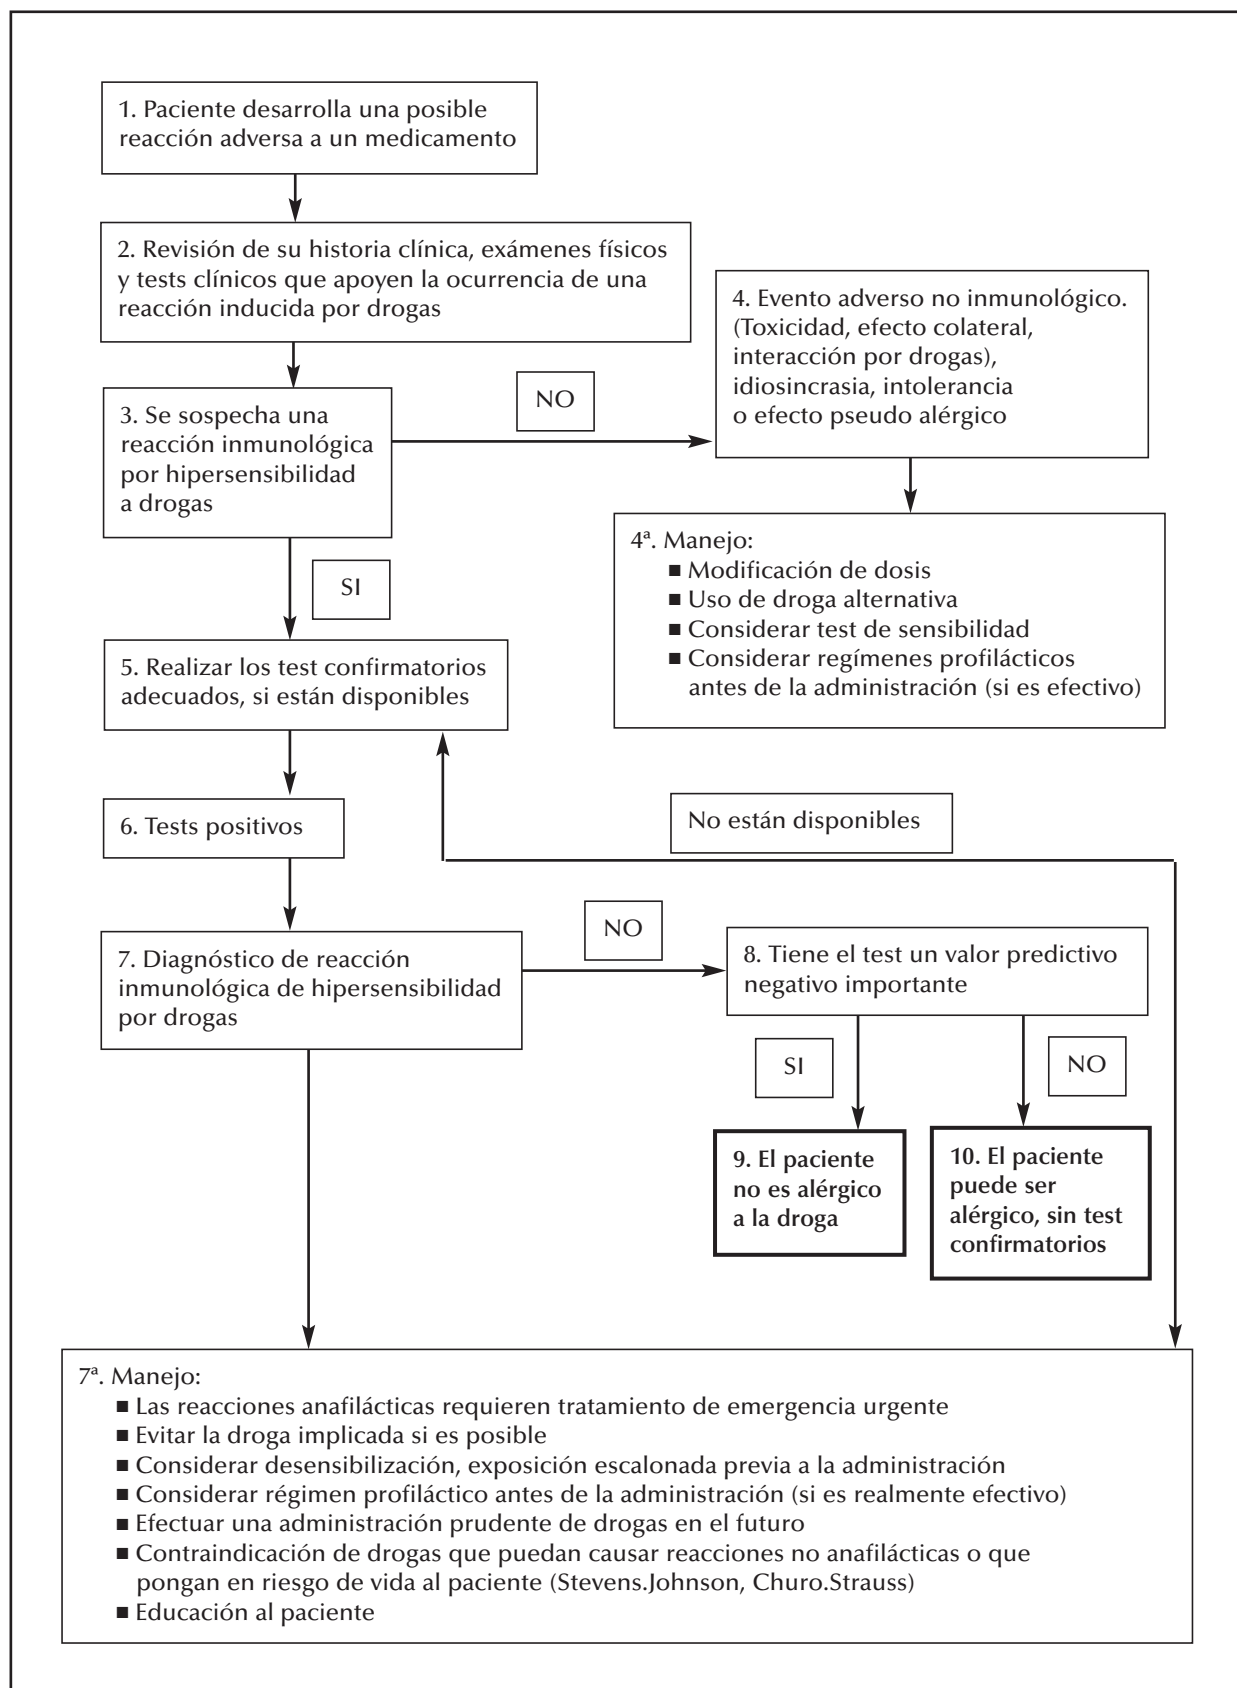 1. Paciente desarrolla una posible
reacción adversa a un medicamento
2. Revisión de su historia clínica, exámenes físicos
y tests clínicos que apoyen la ocurrencia de una
reacción inducida por drogas
3. Se sospecha una
reacción inmunológica
por hipersensibilidad
a drogas
NO
4. Evento adverso no inmunológico.
(Toxicidad, efecto colateral,
interacción por drogas),
idiosincrasia, intolerancia
o efecto pseudo alérgico
4ª. Manejo:
■ Modificación de dosis
■ Uso de droga alternativa
■ Considerar test de sensibilidad
■ Considerar regímenes profilácticos
antes de la administración (si es efectivo)
SI
5. Realizar los test confirmatorios
adecuados, si están disponibles
No están disponibles
6. Tests positivos
7. Diagnóstico de reacción
inmunológica de hipersensibilidad
por drogas
NO
8. Tiene el test un valor predictivo
negativo importante
SI
NO
9. El paciente
no es alérgico
a la droga
10. El paciente
puede ser
alérgico, sin test
confirmatorios
7ª. Manejo:
■ Las reacciones anafilácticas requieren tratamiento de emergencia urgente
■ Evitar la droga implicada si es posible
■ Considerar desensibilización, exposición escalonada previa a la administración
■ Considerar régimen profiláctico antes de la administración (si es realmente efectivo)
■ Efectuar una administración prudente de drogas en el futuro
■ Contraindicación de drogas que puedan causar reacciones no anafilácticas o que
pongan en riesgo de vida al paciente (Stevens.Johnson, Churo.Strauss)
■ Educación al paciente